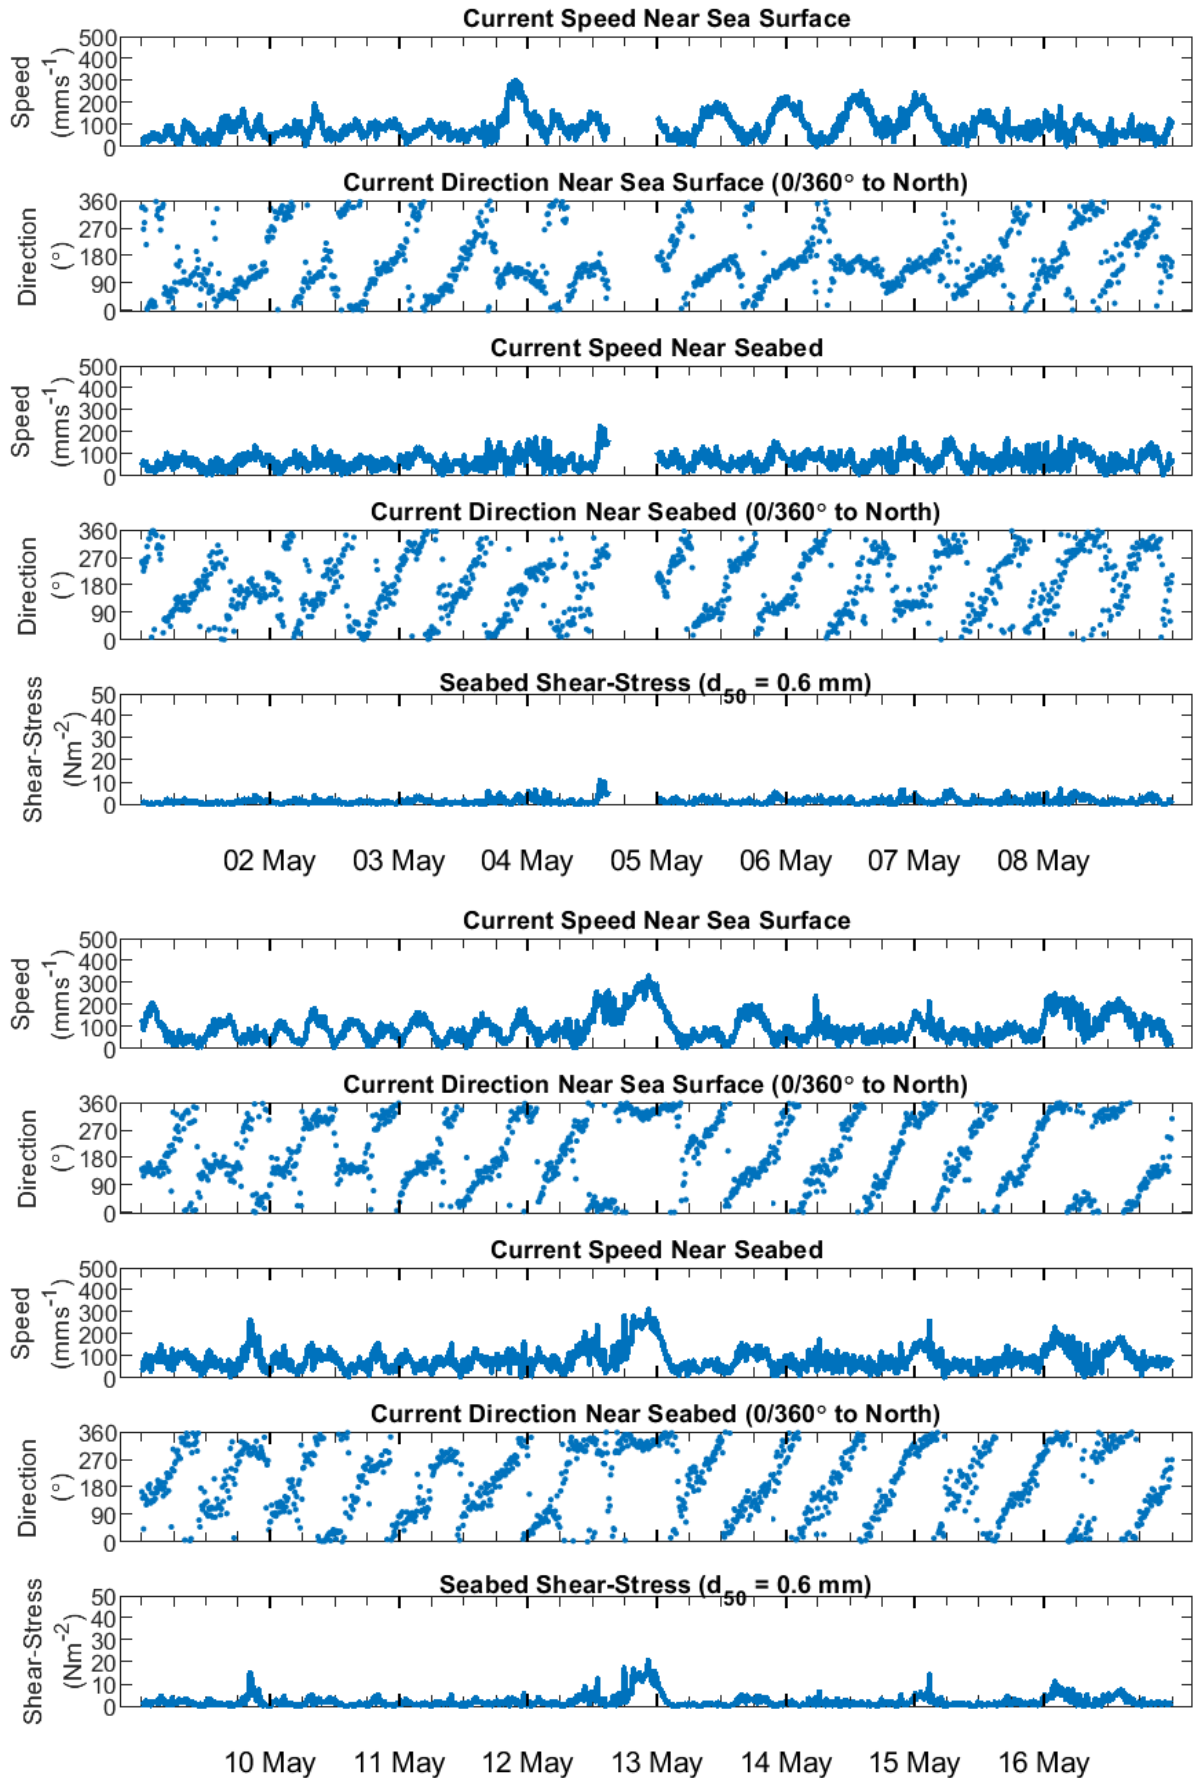 Current Speed Near Sea Surface
Speed
(mms⁻¹)
500
400
300
200
100
0
Current Direction Near Sea Surface (0/360° to North)
Direction
(°)
360
270
180
90
0
Current Speed Near Seabed
Speed
(mms⁻¹)
500
400
300
200
100
0
Current Direction Near Seabed (0/360° to North)
Direction
(°)
360
270
180
90
0
Seabed Shear-Stress (d₅₀ = 0.6 mm)
Shear-Stress
(Nm⁻²)
50
40
30
20
10
0
02 May 03 May 04 May 05 May 06 May 07 May 08 May
Current Speed Near Sea Surface
Speed
(mms⁻¹)
500
400
300
200
100
0
Current Direction Near Sea Surface (0/360° to North)
Direction
(°)
360
270
180
90
0
Current Speed Near Seabed
Speed
(mms⁻¹)
500
400
300
200
100
0
Current Direction Near Seabed (0/360° to North)
Direction
(°)
360
270
180
90
0
Seabed Shear-Stress (d₅₀ = 0.6 mm)
Shear-Stress
(Nm⁻²)
50
40
30
20
10
0
10 May 11 May 12 May 13 May 14 May 15 May 16 May